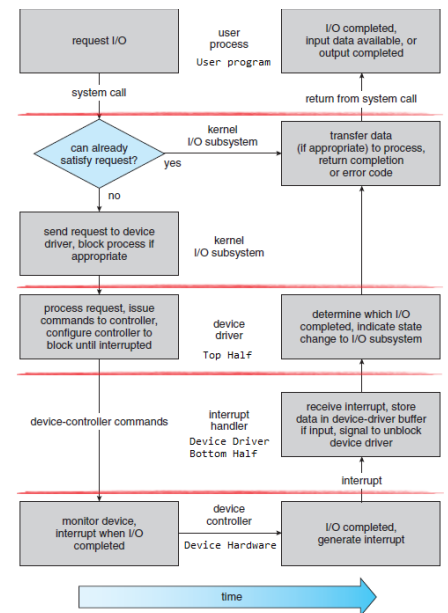 request I/O
user
process
User program
I/O completed,
input data available, or
output completed
system call
return from system call
can already
satisfy request?
kernel
I/O subsystem
yes
transfer data
(if appropriate) to process,
return completion
or error code
no
send request to device
driver, block process if
appropriate
kernel
I/O subsystem
process request, issue
commands to controller,
configure controller to
block until interrupted
device
driver
Top Half
determine which I/O
completed, indicate state
change to I/O subsystem
device-controller commands
interrupt
handler
Device Driver
Bottom Half
receive interrupt, store
data in device-driver buffer
if input, signal to unblock
device driver
interrupt
monitor device,
interrupt when I/O
completed
device
controller
Device Hardware
I/O completed,
generate interrupt
time